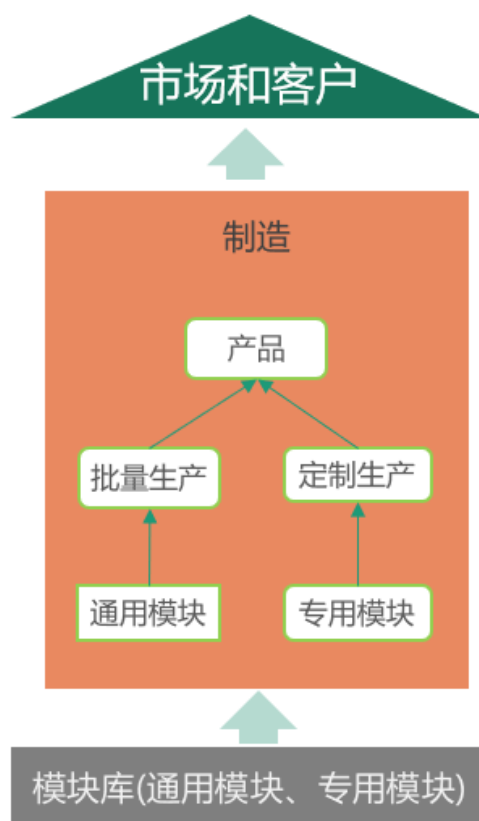 市场和客户
制造
产品
批量生产
定制生产
通用模块
专用模块
模块库(通用模块、专用模块)